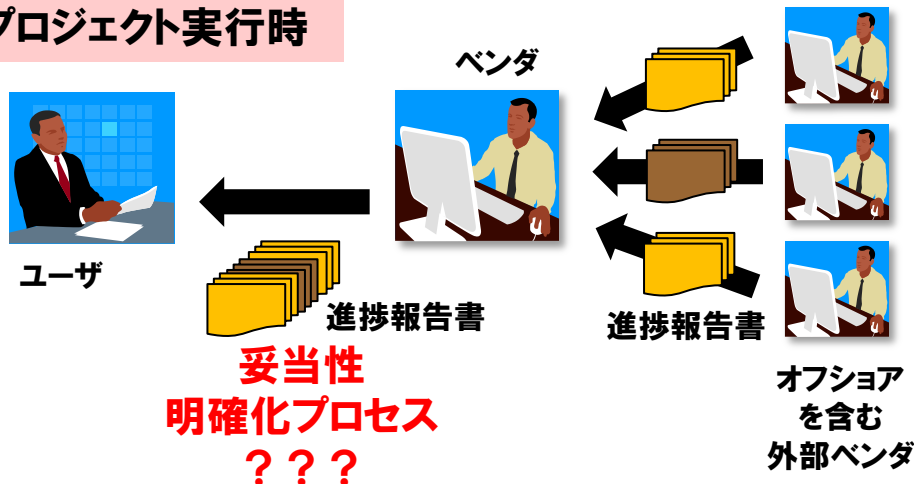 プロジェクト実行時
ベンダ
ユーザ
進捗報告書
進捗報告書
妥当性
明確化プロセス
？？？
オフショア
を含む
外部ベンダ